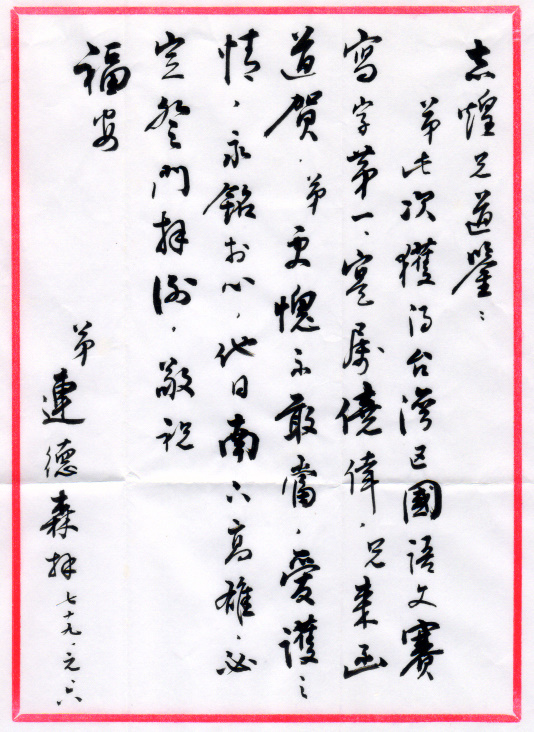 志煌兄道鑒：
弟此次獲得台灣區國語文賽
寫字第一、寔屬僥倖，兄來函
道賀，弟更愧不敢當，愛護之
情，永銘於心，他日南下高雄，必
定登門拜謝，敬祝
福安
弟
連德森拜 七十九．元．六